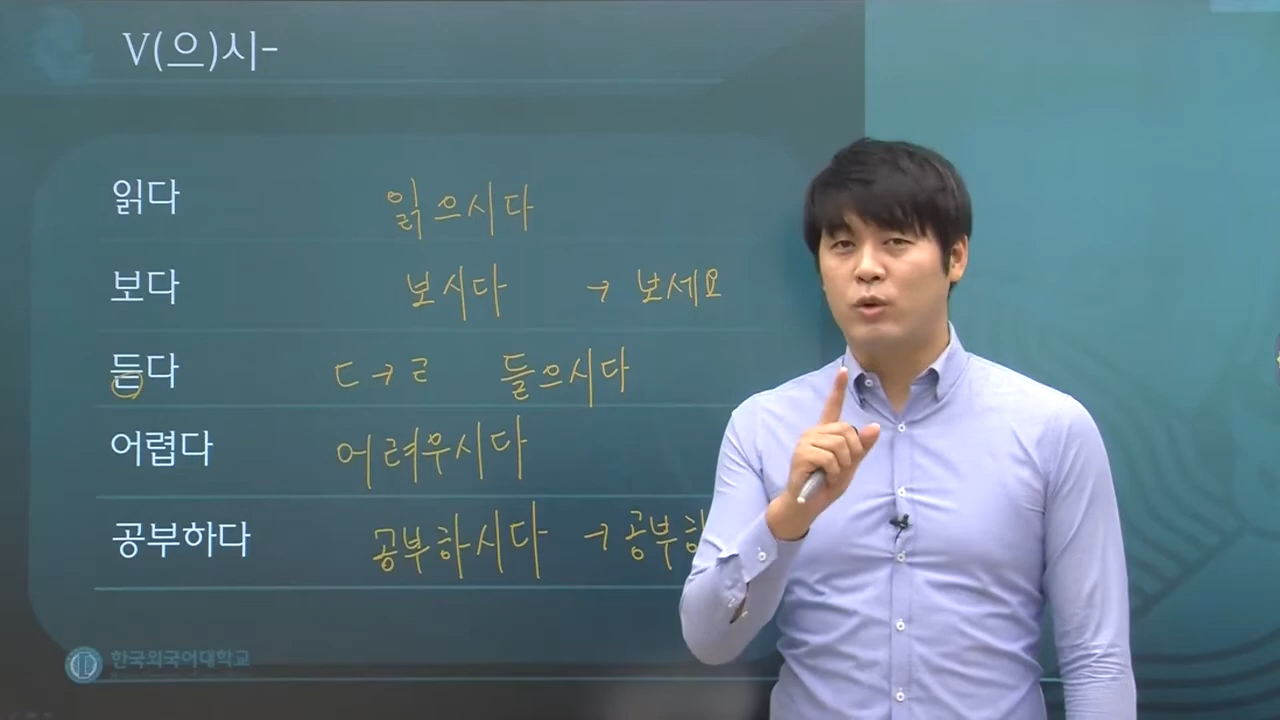 V(으)시-
읽다 읽으시다
보다 보시다 → 보세요
듣다 ㄷ→ㄹ 들으시다
어렵다 어려우시다
공부하다 공부하시다 → 공부하
한국외국어대학교